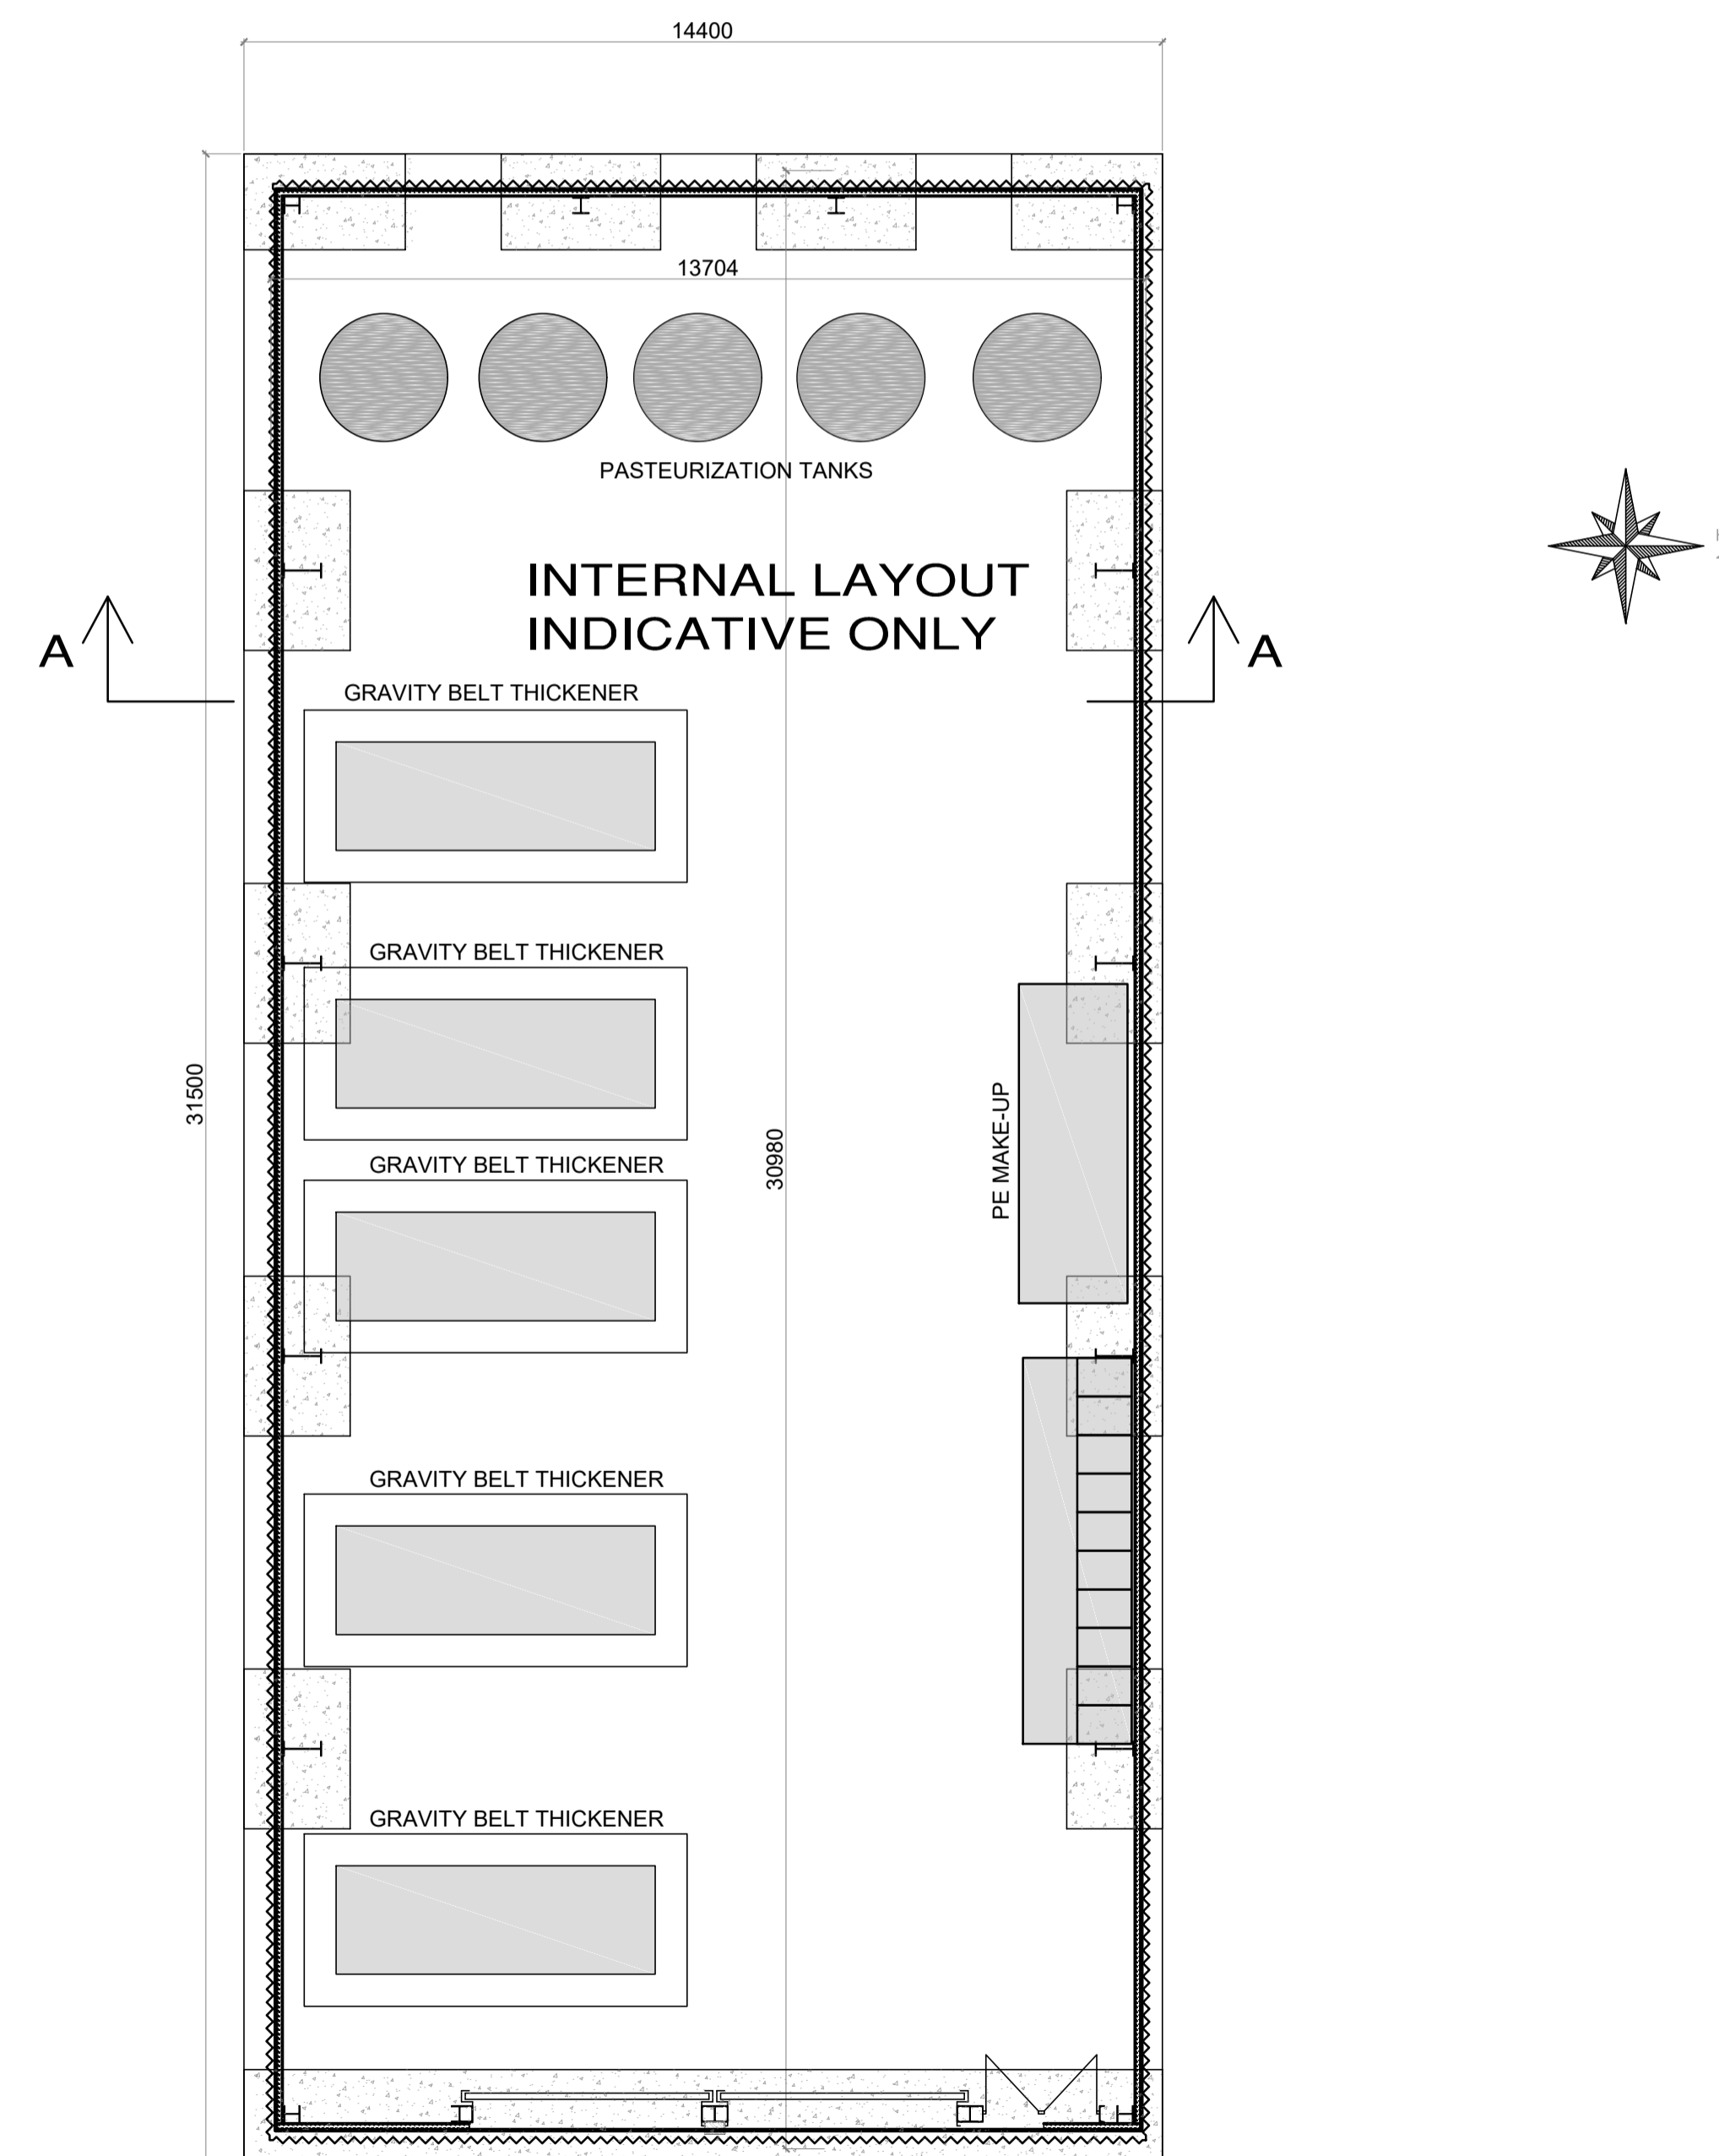 14400
13704
PASTEURIZATION TANKS
INTERNAL LAYOUT
INDICATIVE ONLY
A
A
GRAVITY BELT THICKENER
GRAVITY BELT THICKENER
31500
30980
PE MAKE-UP
GRAVITY BELT THICKENER
GRAVITY BELT THICKENER
GRAVITY BELT THICKENER